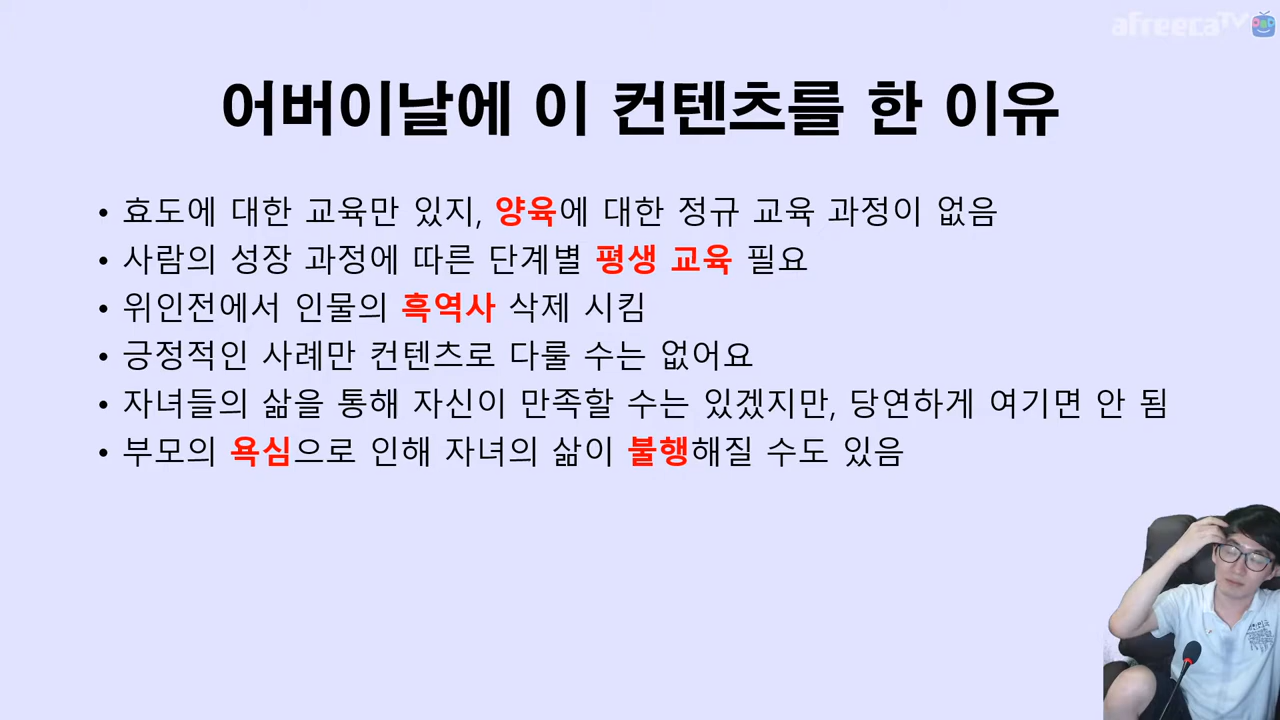 afreecaTV
어버이날에 이 컨텐츠를 한 이유
• 효도에 대한 교육만 있지, 양육에 대한 정규 교육 과정이 없음
• 사람의 성장 과정에 따른 단계별 평생 교육 필요
• 위인전에서 인물의 흑역사 삭제 시킴
• 긍정적인 사례만 컨텐츠로 다룰 수는 없어요
• 자녀들의 삶을 통해 자신이 만족할 수는 있겠지만, 당연하게 여기면 안 됨
• 부모의 욕심으로 인해 자녀의 삶이 불행해질 수도 있음